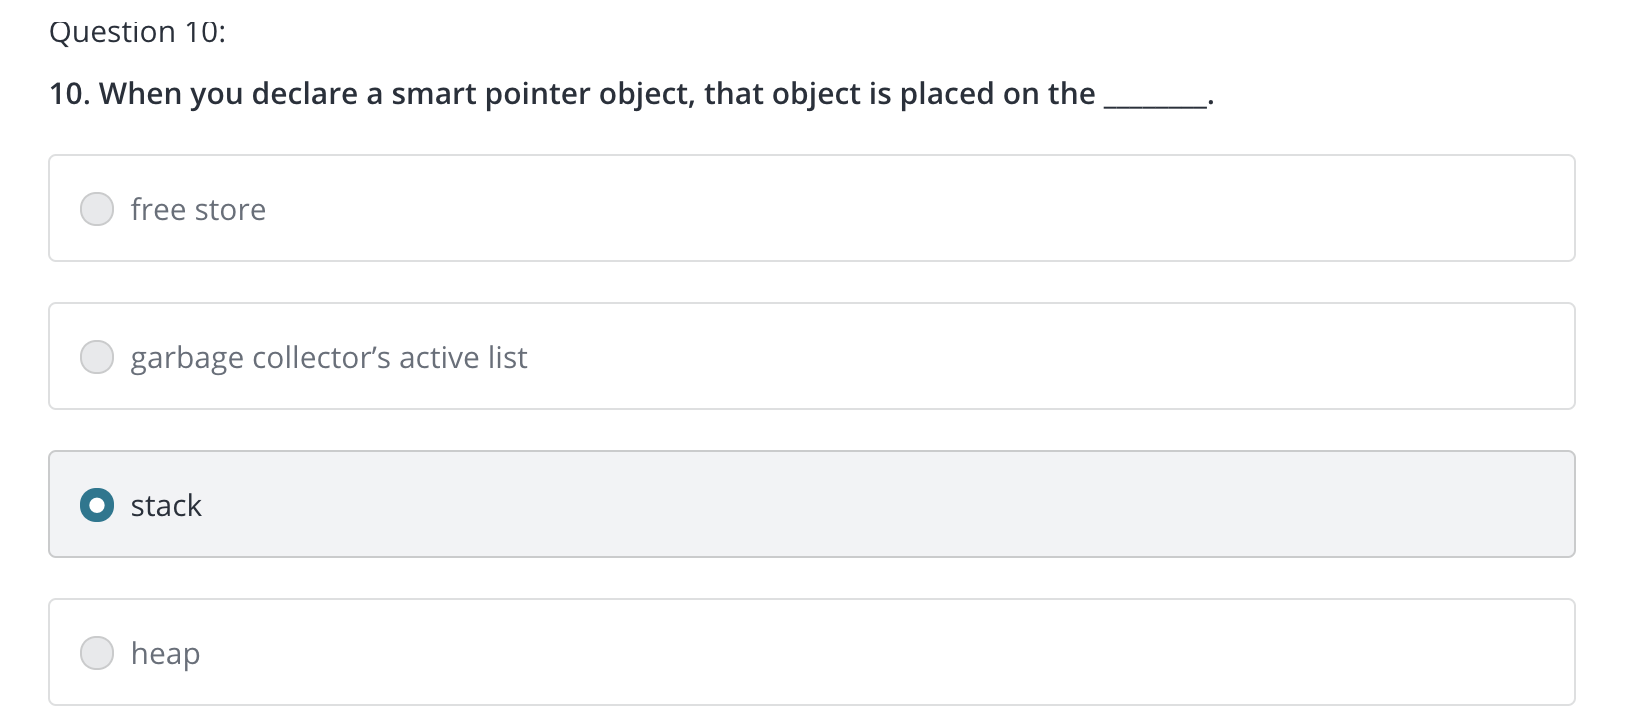 Question 10:
10. When you declare a smart pointer object, that object is placed on the ________.
free store
garbage collector’s active list
stack
heap